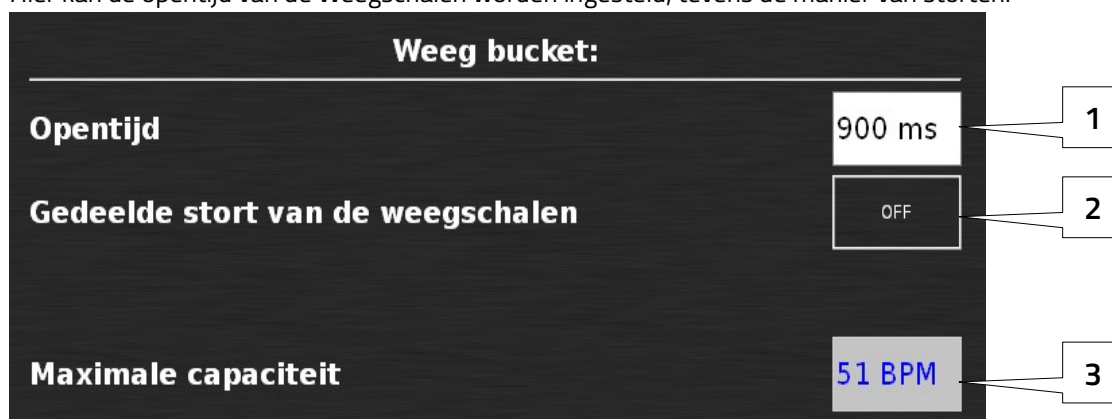 Hier kan de opentijd van de Weegschalen worden ingesteld, tevens de manier van storten.
Weeg bucket:
Opentijd 900 ms 1
Gedeelde stort van de weegschalen OFF 2
Maximale capaciteit 51 BPM 3